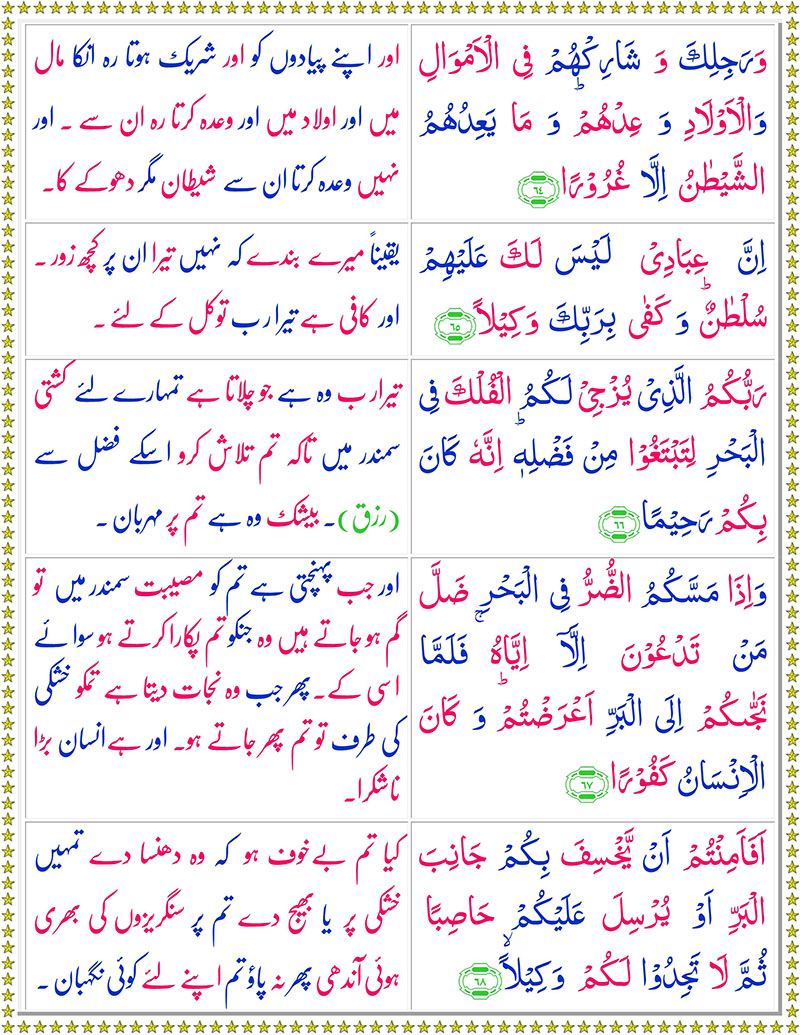 وَرَجِلِكَ وَ شَارِكْهُمْ فِی الْاَمْوَالِ
وَالْاَوْلَادِ وَ عِدْهُمْ ؕ وَ مَا یَعِدُهُمُ
الشَّیْطٰنُ اِلَّا غُرُوْرًا ﴿٦٤﴾
اور اپنے پیادوں کو اور شریک ہوتا رہ انکا مال
میں اور اولاد میں اور وعدہ کرتا رہ ان سے ۔ اور
نہیں وعدہ کرتا ان سے شیطان مگر دھوکے کا۔
اِنَّ عِبَادِیْ لَیْسَ لَكَ عَلَیْهِمْ
سُلْطٰنٌ ؕ وَ كَفٰی بِرَبِّكَ وَكِیْلًا ﴿٦٥﴾
یقیناً میرے بندے کہ نہیں تیرا ان پر کچھ زور ۔
اور کافی ہے تیرا رب توکل کے لئے ۔
رَبُّكُمُ الَّذِیْ یُزْجِیْ لَكُمُ الْفُلْكَ فِی
الْبَحْرِ لِتَبْتَغُوْا مِنْ فَضْلِهٖ ؕ اِنَّهٗ كَانَ
بِكُمْ رَحِیْمًا ﴿٦٦﴾
تیرا رب وہ ہے جو چلاتا ہے تمہارے لئے کشتی
سمندر میں تاکہ تم تلاش کرو اسکے فضل سے
(رزق)۔ بیشک وہ ہے تم پر مہربان ۔
وَاِذَا مَسَّكُمُ الضُّرُّ فِی الْبَحْرِ ضَلَّ
مَنْ تَدْعُوْنَ اِلَّاۤ اِیَّاهُ ۚ فَلَمَّا
نَجّٰىكُمْ اِلَی الْبَرِّ اَعْرَضْتُمْ ؕ وَ كَانَ
الْاِنْسَانُ كَفُوْرًا ﴿٦٧﴾
اور جب پہنچتی ہے تم کو مصیبت سمندر میں تو
گم ہو جاتے ہیں وہ جنکو تم پکارا کرتے ہو سوائے
اسی کے۔ پھر جب وہ نجات دیتا ہے تمکو خشکی
کی طرف تو تم پھر جاتے ہو۔ اور ہے انسان بڑا
ناشکرا۔
اَفَاَمِنْتُمْ اَنْ یَّخْسِفَ بِكُمْ جَانِبَ
الْبَرِّ اَوْ یُرْسِلَ عَلَیْكُمْ حَاصِبًا
ثُمَّ لَا تَجِدُوْا لَكُمْ وَكِیْلًا ۙ﴿٦٨﴾
کیا تم بے خوف ہو کہ وہ دھنسا دے تمہیں
خشکی پر یا بھیج دے تم پر سنگریزوں کی بھری
ہوئی آندھی پھر نہ پاؤ تم اپنے لئے کوئی نگہبان ۔